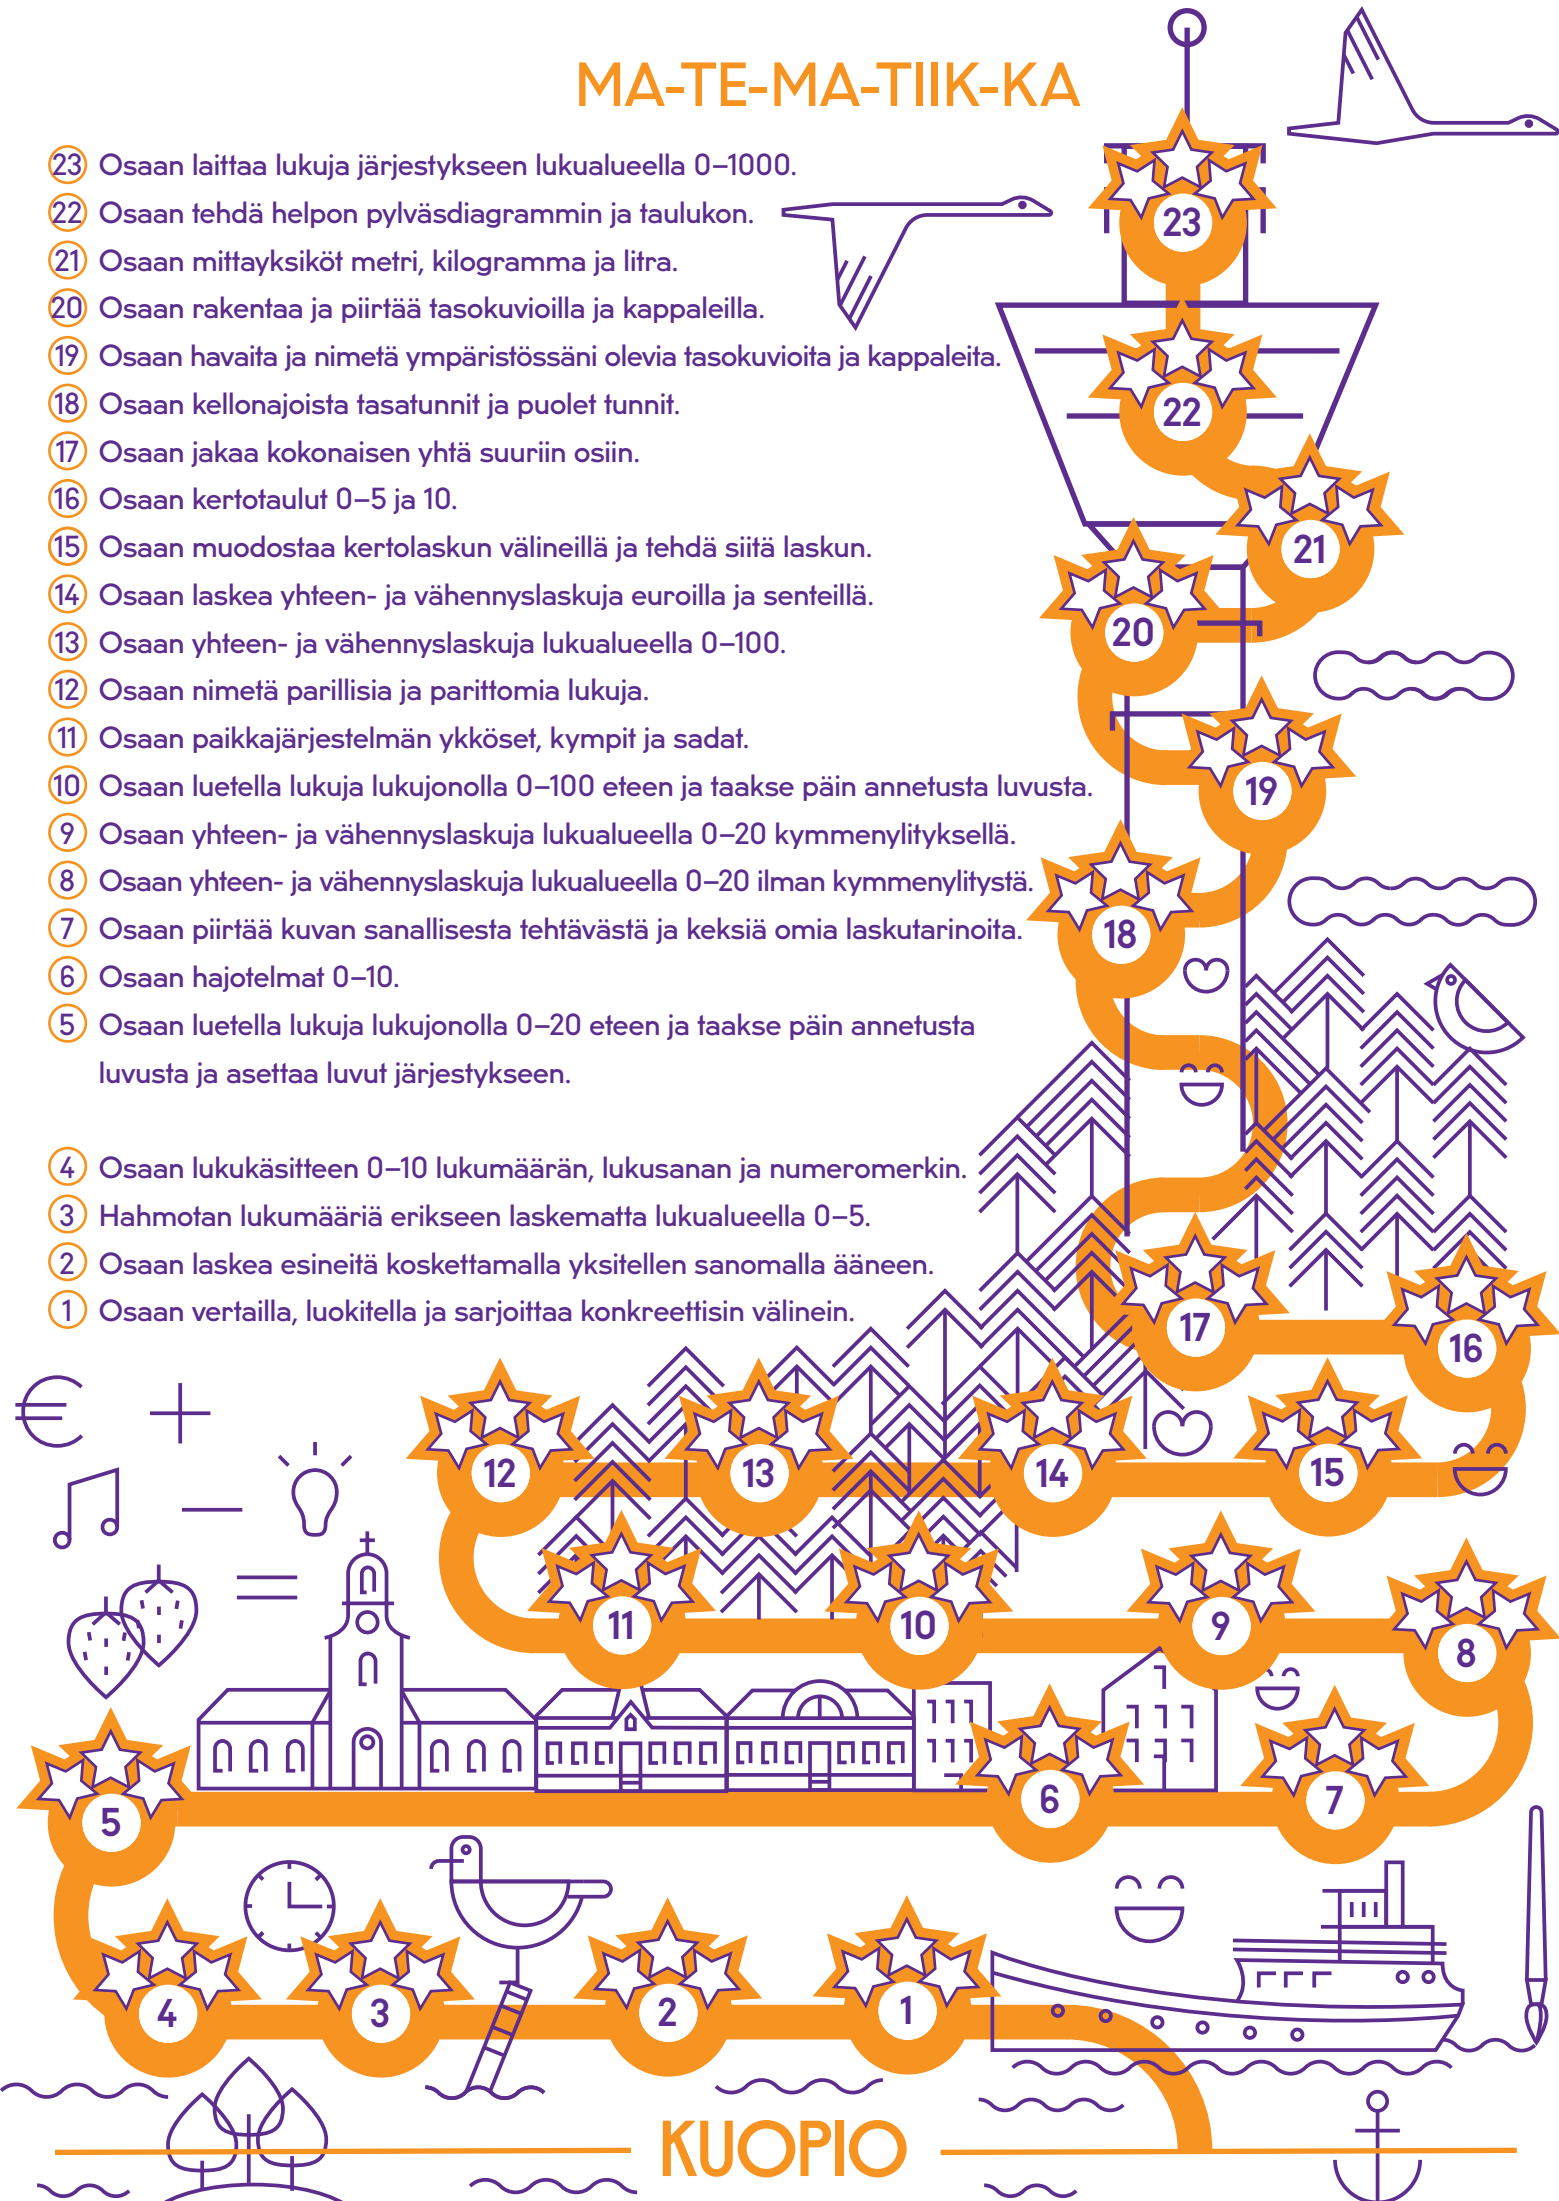 MA-TE-MA-TIIK-KA
23 Osaan laittaa lukuja järjestykseen lukualueella 0–1000.
22 Osaan tehdä helpon pylväsdiagrammin ja taulukon.
21 Osaan mittayksiköt metri, kilogramma ja litra.
20 Osaan rakentaa ja piirtää tasokuvioilla ja kappaleilla.
19 Osaan havaita ja nimetä ympäristössäni olevia tasokuvioita ja kappaleita.
18 Osaan kellonajoista tasatunnit ja puolet tunnit.
17 Osaan jakaa kokonaisen yhtä suuriin osiin.
16 Osaan kertotaulut 0–5 ja 10.
15 Osaan muodostaa kertolaskun välineillä ja tehdä siitä laskun.
14 Osaan laskea yhteen- ja vähennyslaskuja euroilla ja senteillä.
13 Osaan yhteen- ja vähennyslaskuja lukualueella 0–100.
12 Osaan nimetä parillisia ja parittomia lukuja.
11 Osaan paikkajärjestelmän ykköset, kympit ja sadat.
10 Osaan luetella lukuja lukujonolla 0–100 eteen ja taakse päin annetusta luvusta.
9 Osaan yhteen- ja vähennyslaskuja lukualueella 0–20 kymmenylityksellä.
8 Osaan yhteen- ja vähennyslaskuja lukualueella 0–20 ilman kymmenylitystä.
7 Osaan piirtää kuvan sanallisesta tehtävästä ja keksiä omia laskutarinoita.
6 Osaan hajotelmat 0–10.
5 Osaan luetella lukuja lukujonolla 0–20 eteen ja taakse päin annetusta
luvusta ja asettaa luvut järjestykseen.
4 Osaan lukukäsitteen 0–10 lukumäärän, lukusanan ja numeromerkin.
3 Hahmotan lukumääriä erikseen laskematta lukualueella 0–5.
2 Osaan laskea esineitä koskettamalla yksitellen sanomalla ääneen.
1 Osaan vertailla, luokitella ja sarjoittaa konkreettisin välinein.
23
22
21
20
19
18
17
16
12 13 14 15
11 10 9 8
5 6 7
4 3 2 1
€ + − =
KUOPIO